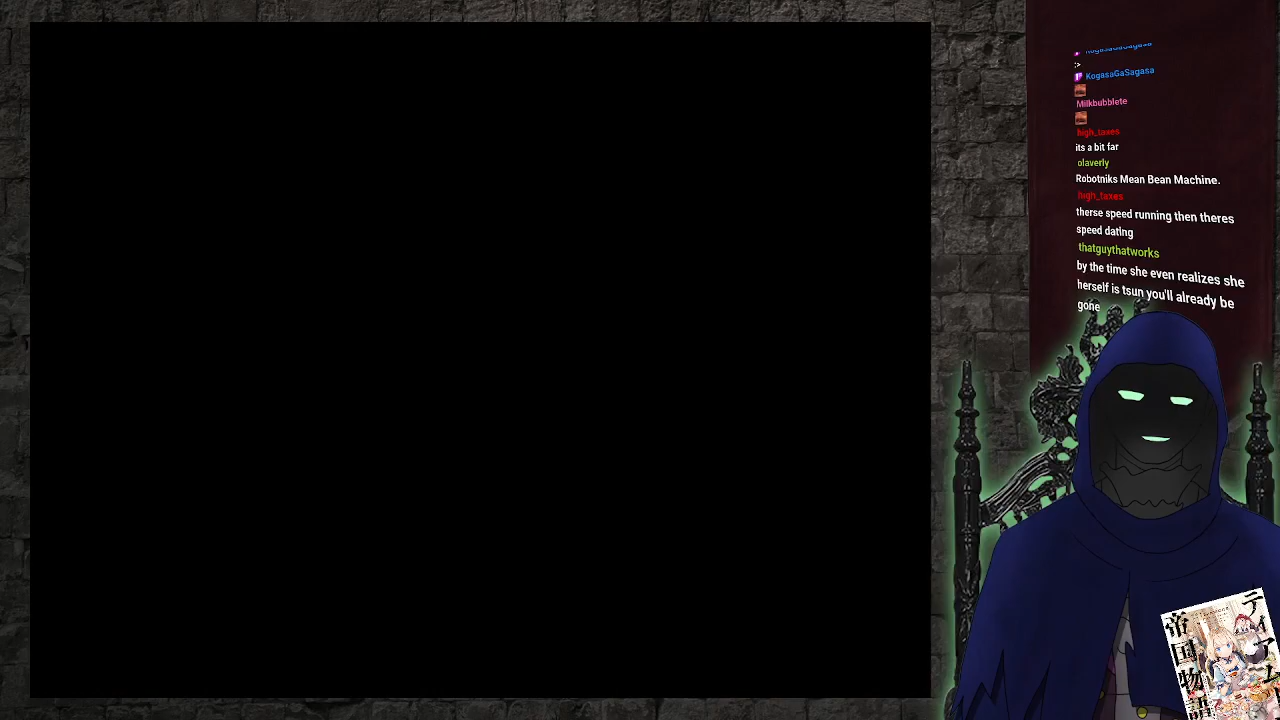 KogasaGaSagasa
:>
KogasaGaSagasa
Milkbubblete
high_taxes
its a bit far
olaverly
Robotniks Mean Bean Machine.
high_taxes
therse speed running then theres
speed dating
thatguythatworks
by the time she even realizes she
herself is tsun you'll already be
gone
ティアムーン
帝国物語